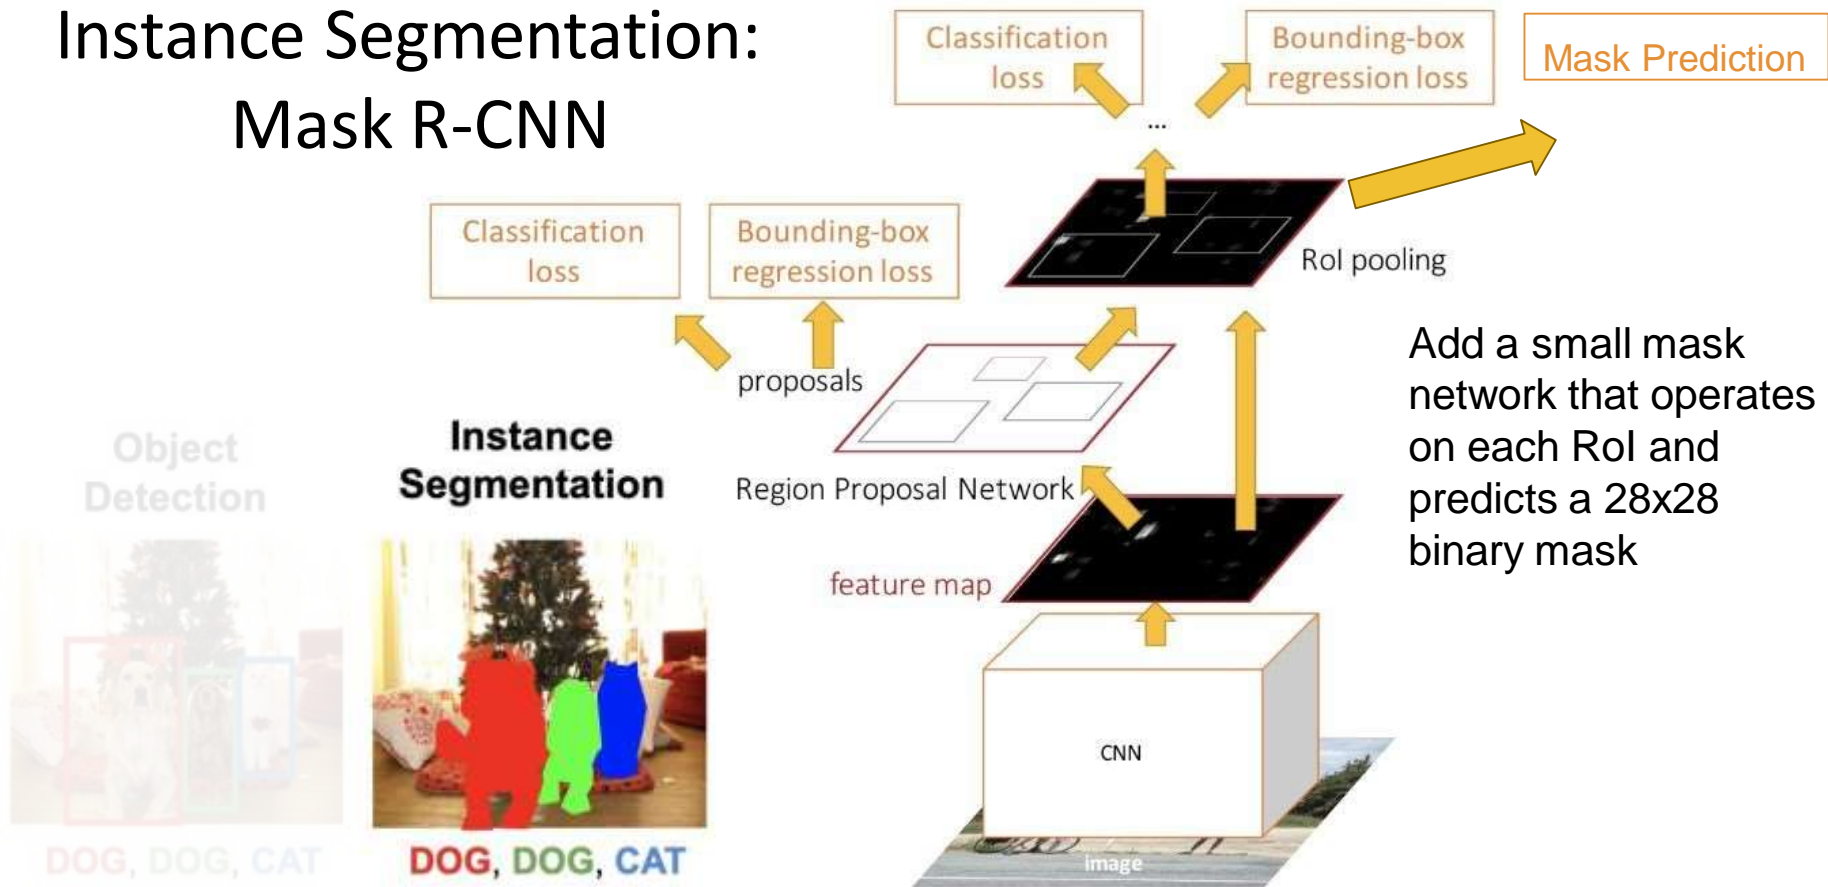 Instance Segmentation:
Mask R-CNN
Classification
loss
Bounding-box
regression loss
Mask Prediction
...
Classification
loss
Bounding-box
regression loss
RoI pooling
proposals
Region Proposal Network
Add a small mask
network that operates
on each RoI and
predicts a 28x28
binary mask
Object
Detection
Instance
Segmentation
feature map
CNN
image
DOG, DOG, CAT
DOG, DOG, CAT